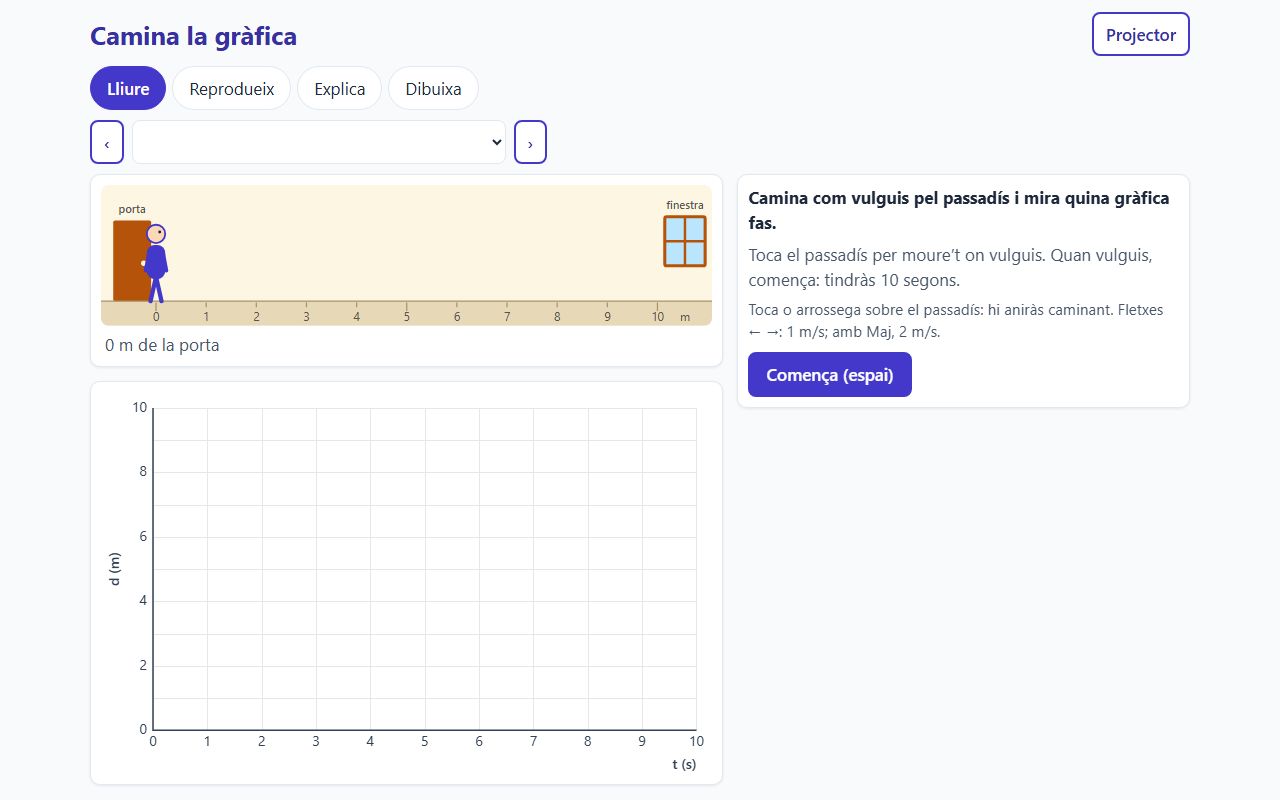 Camina la gràfica
Projector
Lliure
Reprodueix
Explica
Dibuixa
‹
›
porta
finestra
0 1 2 3 4 5 6 7 8 9 10 m
0 m de la porta
Camina com vulguis pel passadís i mira quina gràfica
fas.
Toca el passadís per moure’t on vulguis. Quan vulguis,
comença: tindràs 10 segons.
Toca o arrossega sobre el passadís: hi aniràs caminant. Fletxes
← →: 1 m/s; amb Maj, 2 m/s.
Comença (espai)
10
8
6
4
2
0
d (m)
0 1 2 3 4 5 6 7 8 9 10
t (s)